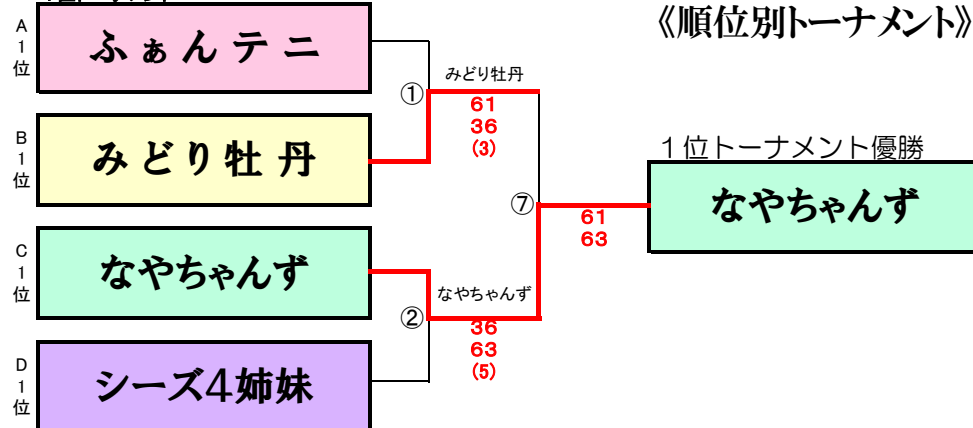 《順位別トーナメント》
A1位
ふぁんテニ
みどり牡丹
①
61
36
(3)
B1位
みどり牡丹
1位トーナメント優勝
⑦
なやちゃんず
61
63
C1位
なやちゃんず
なやちゃんず
②
36
63
(5)
D1位
シーズ4姉妹